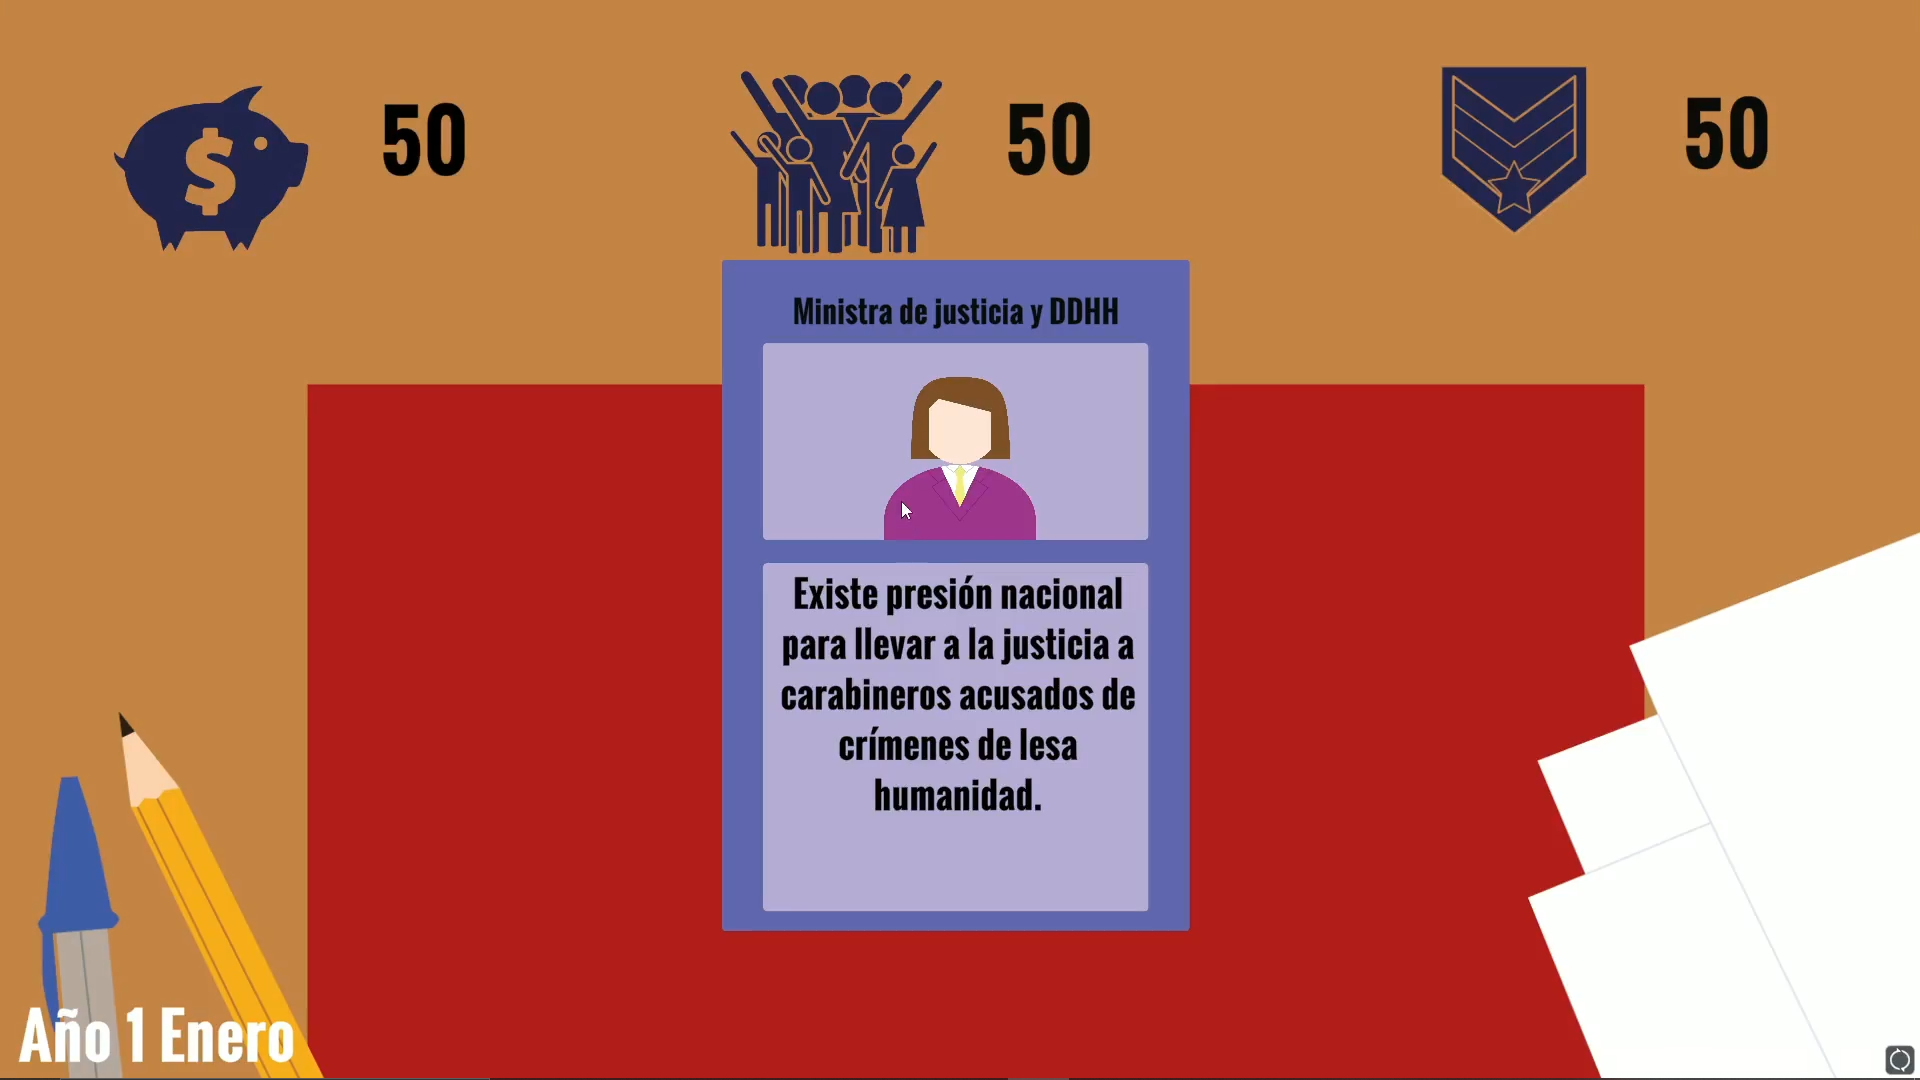 $
50
50
50
Ministra de justicia y DDHH
Existe presión nacional
para llevar a la justicia a
carabineros acusados de
crímenes de lesa
humanidad.
Año 1 Enero